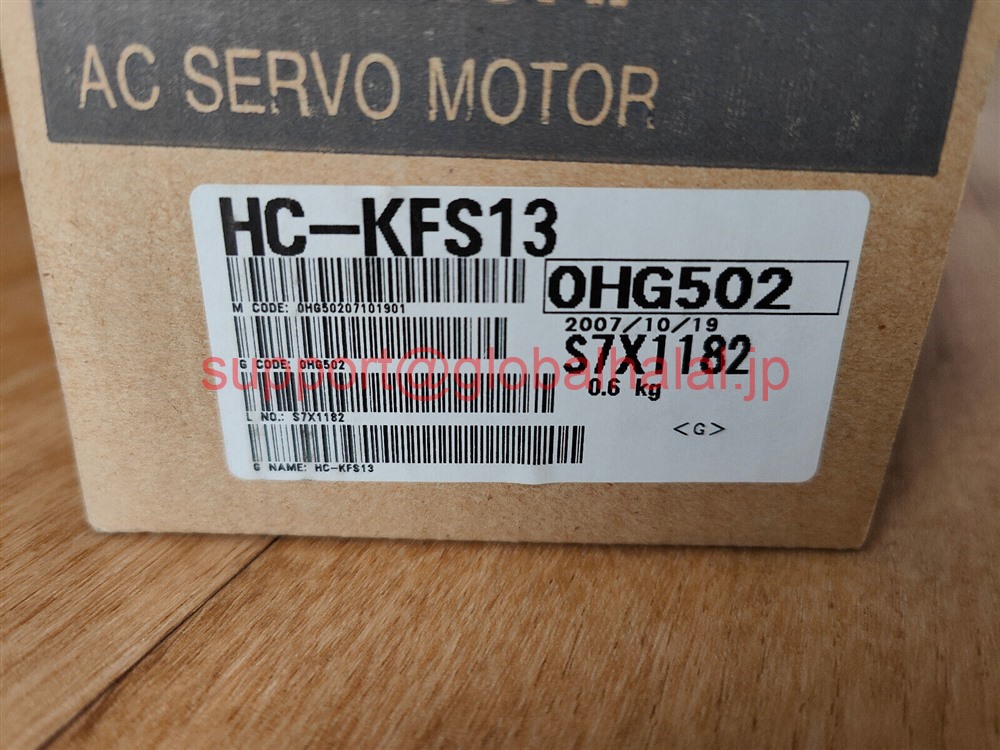 AC SERVO MOTOR
HC-KFS13
0HG502
M CODE: 0HG50207101901
2007/10/19
S7X1182
G CODE: 0HG502
support@globalhalal.jp
0.6 kg
L NO.: S7X1182
<G>
G NAME: HC-KFS13